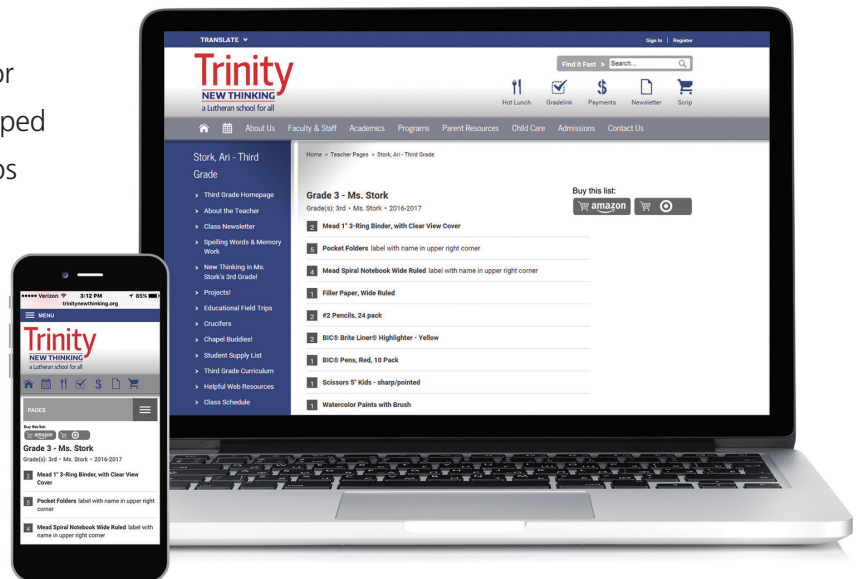 or
ped
os
TRANSLATE
Sign In | Register
Trinity
NEW THINKING
a Lutheran school for all
Find it Fast > Search...
Hot Lunch Gradelink Payments Newsletter Scrip
About Us Faculty & Staff Academics Programs Parent Resources Child Care Admissions Contact Us
Stork, Ari - Third
Grade
> Third Grade Homepage
> About the Teacher
> Class Newsletter
> Spelling Words & Memory
Work
> New Thinking in Ms.
Stork's 3rd Grade!
> Projects!
> Educational Field Trips
> Crucifers
> Chapel Buddies!
> Student Supply List
> Third Grade Curriculum
> Helpful Web Resources
> Class Schedule
Home > Teacher Pages > Stork, Ari - Third Grade
Grade 3 - Ms. Stork
Grade(s): 3rd • Ms. Stork • 2016-2017
Buy this list:
amazon
2 Mead 1" 3-Ring Binder, with Clear View Cover
5 Pocket Folders label with name in upper right corner
4 Mead Spiral Notebook Wide Ruled label with name in upper right corner
1 Filler Paper, Wide Ruled
2 #2 Pencils, 24 pack
2 BIC® Brite Liner® Highlighter - Yellow
1 BIC® Pens, Red, 10 Pack
1 Scissors 5" Kids - sharp/pointed
1 Watercolor Paints with Brush
Verizon 3:12 PM 85%
trinitynewthinking.org
MENU
Trinity
NEW THINKING
a Lutheran school for all
$
PAGES
Buy this list:
amazon
Grade 3 - Ms. Stork
Grade(s): 3rd • Ms. Stork • 2016-2017
2 Mead 1" 3-Ring Binder, with Clear View
Cover
5 Pocket Folders label with name in upper right
corner
4 Mead Spiral Notebook Wide Ruled label with
name in upper right corner